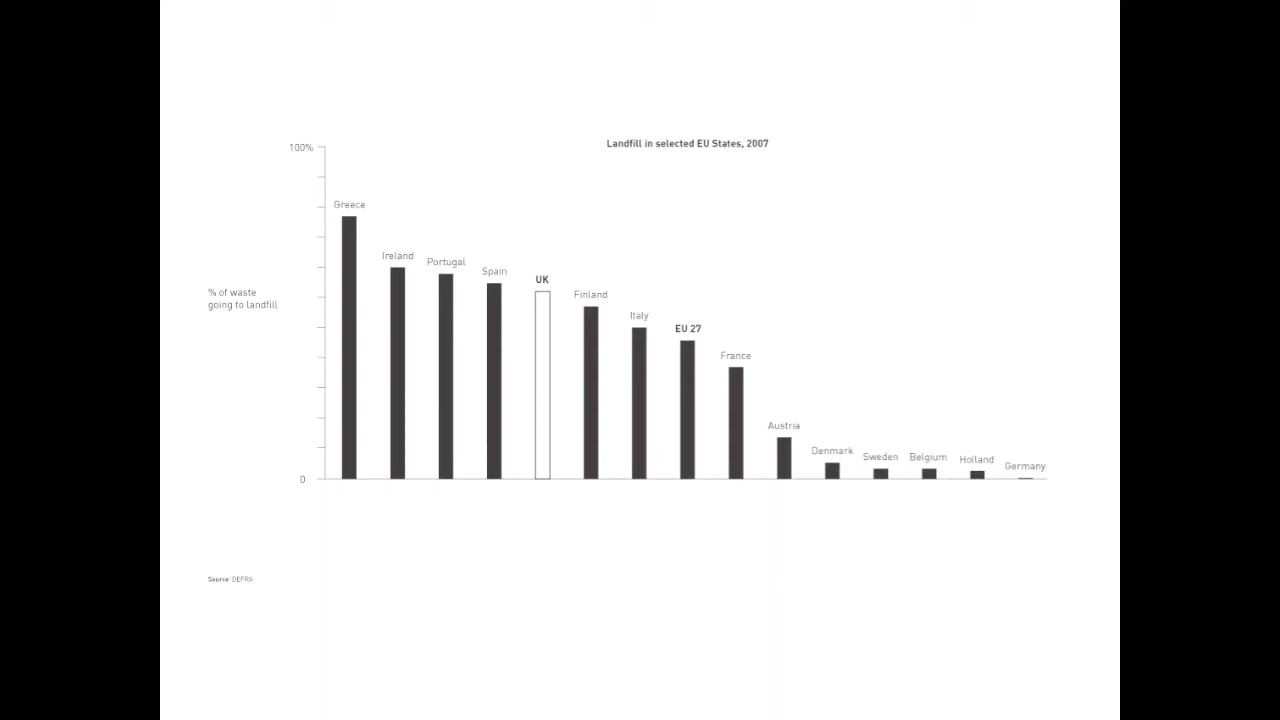 Landfill in selected EU States, 2007
100%
Greece
Ireland
Portugal
Spain
UK
Finland
Italy
EU 27
France
Austria
Denmark
Sweden
Belgium
Holland
Germany
% of waste
going to landfill
0
Source DEFRA